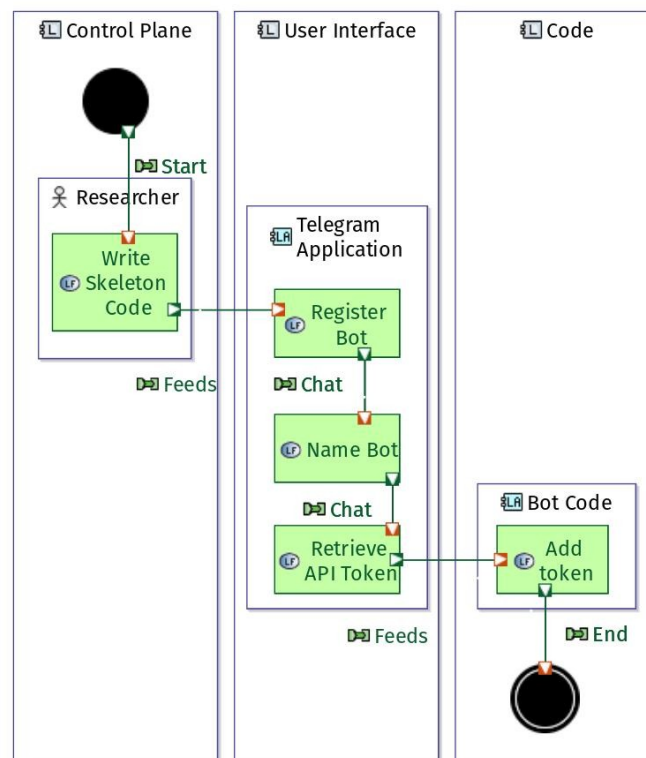 Control Plane
User Interface
Code
Start
Researcher
Write
Skeleton
Code
Feeds
Telegram
Application
Register
Bot
Chat
Name Bot
Chat
Retrieve
API Token
Feeds
Bot Code
Add
token
End